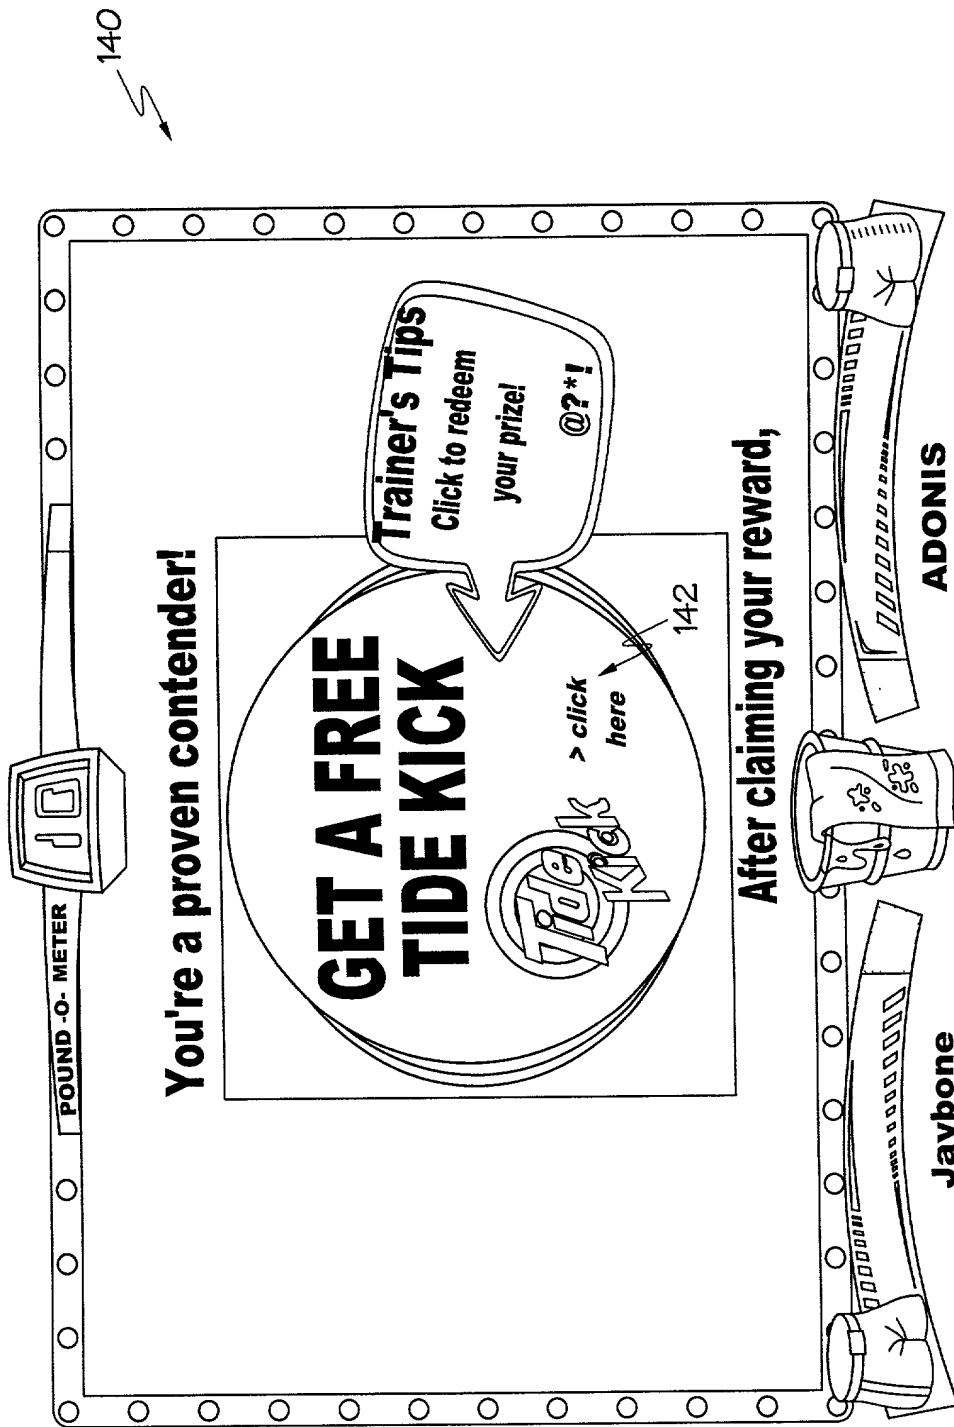 140
POUND -O- METER
You're a proven contender!
GET A FREE
TIDE KICK
Tide
Kick
> click
here
142
Trainer's Tips
Click to redeem
your prize!
@?*!
After claiming your reward,
Jaybone
ADONIS